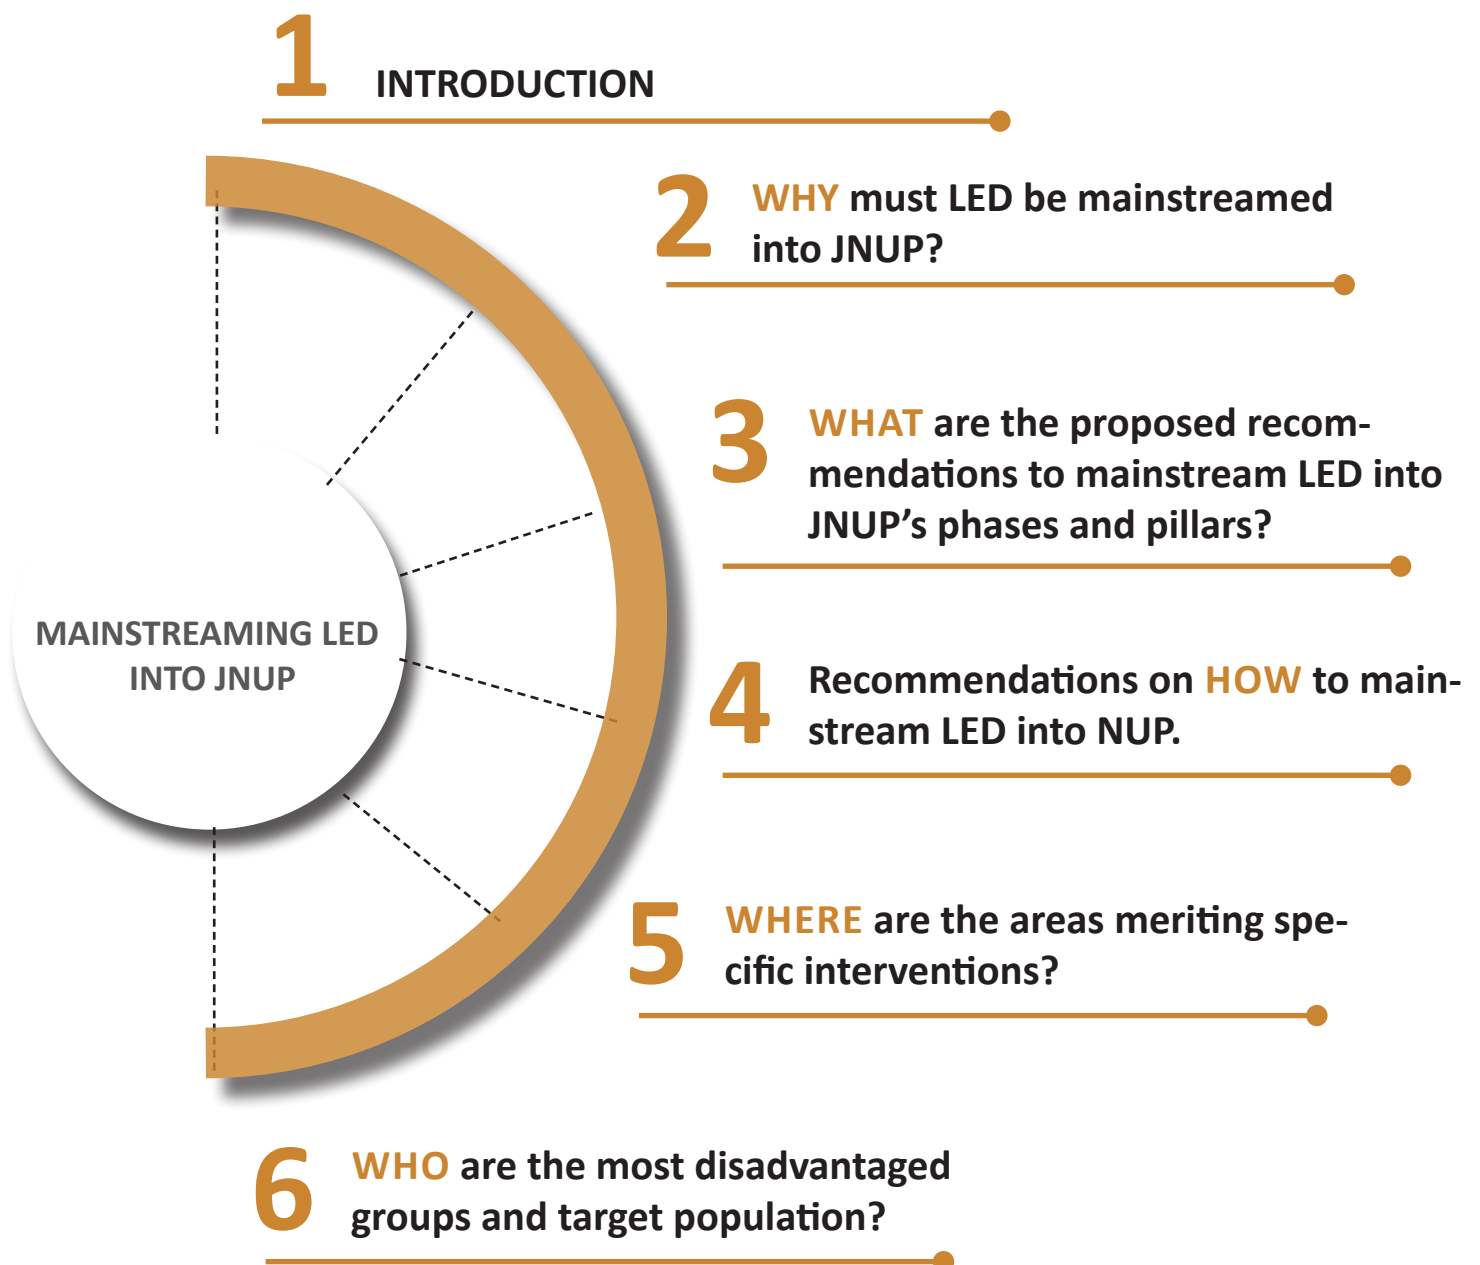 1 INTRODUCTION
2 WHY must LED be mainstreamed
into JNUP?
3 WHAT are the proposed recom-
mendations to mainstream LED into
JNUP’s phases and pillars?
MAINSTREAMING LED
INTO JNUP
4 Recommendations on HOW to main-
stream LED into NUP.
5 WHERE are the areas meriting spe-
cific interventions?
6 WHO are the most disadvantaged
groups and target population?